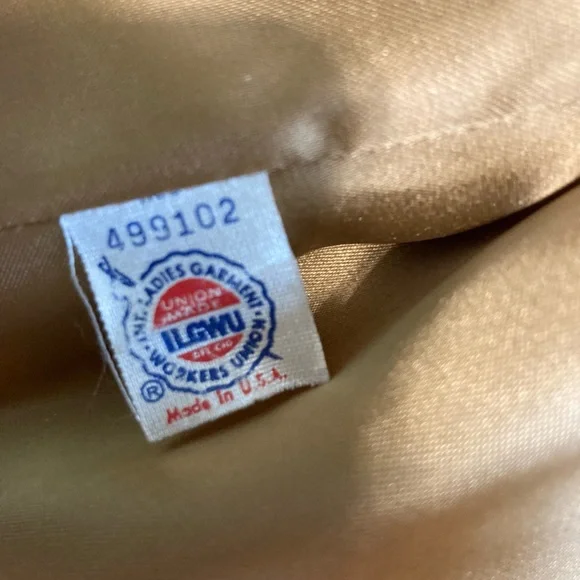 499102
INT. LADIES GARMENT
UNION
MADE
ILGWU
AFL CIO
WORKERS UNION
®
Made In U.S.A.